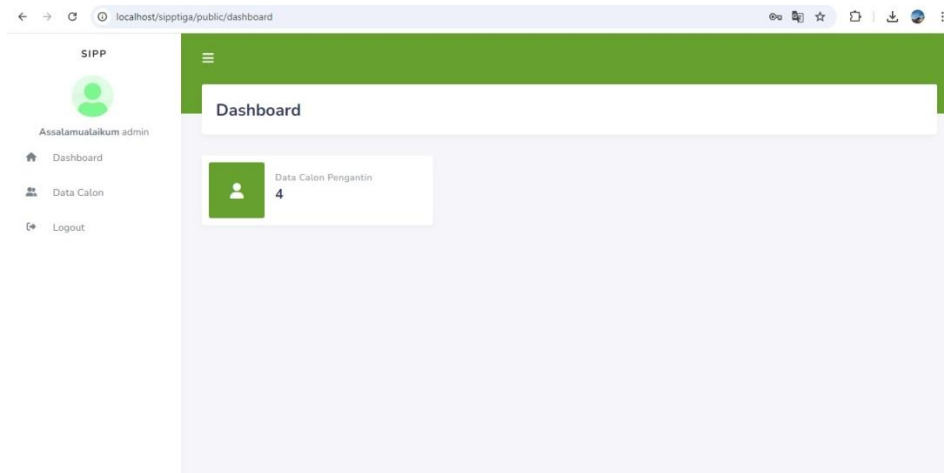 localhost/sipptiga/public/dashboard
SIPP
Assalamualaikum admin
Dashboard
Data Calon
Logout
Dashboard
Data Calon Pengantin
4